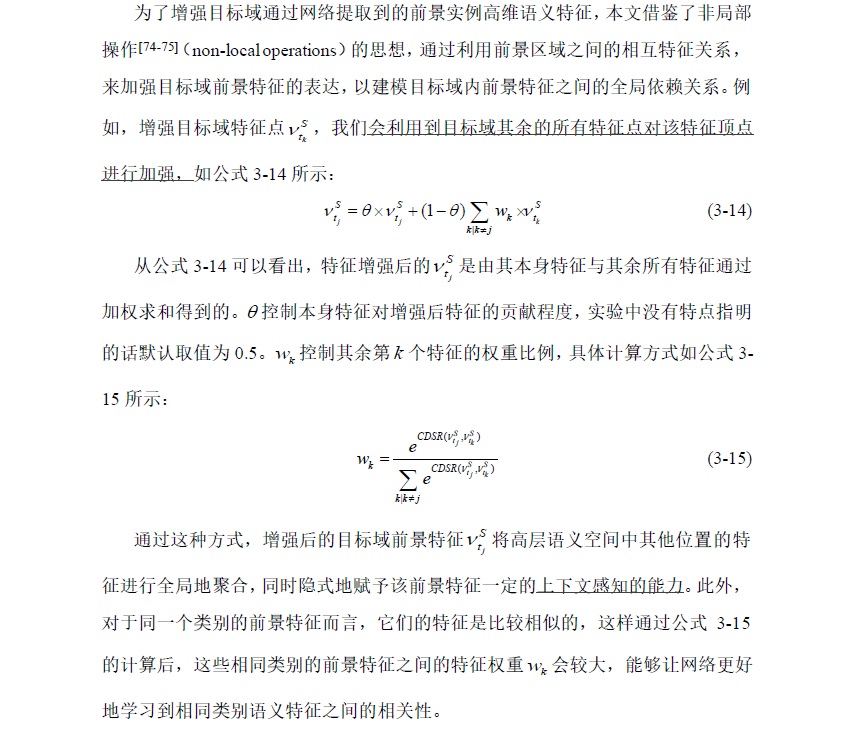 为了增强目标域通过网络提取到的前景实例高维语义特征，本文借鉴了非局部
操作[74-75]（non-local operations）的思想，通过利用前景区域之间的相互特征关系，
来加强目标域前景特征的表达，以建模目标域内前景特征之间的全局依赖关系。例
如，增强目标域特征点 ν_{t_k}^S ，我们会利用到目标域其余的所有特征点对该特征顶点
进行加强，如公式 3-14 所示：
ν_{t_j}^S = θ × ν_{t_j}^S + (1 − θ) ∑_{k|k≠j} w_k × ν_{t_k}^S (3-14)
从公式 3-14 可以看出，特征增强后的 ν_{t_j}^S 是由其本身特征与其余所有特征通过
加权求和得到的。θ 控制本身特征对增强后特征的贡献程度，实验中没有特点指明
的话默认取值为 0.5。w_k 控制其余第 k 个特征的权重比例，具体计算方式如公式 3-
15 所示：
w_k = e^{CDSR(ν_{t_j}^S, ν_{t_k}^S)} / ∑_{k|k≠j} e^{CDSR(ν_{t_j}^S, ν_{t_k}^S)} (3-15)
通过这种方式，增强后的目标域前景特征 ν_{t_j}^S 将高层语义空间中其他位置的特
征进行全局地聚合，同时隐式地赋予该前景特征一定的上下文感知的能力。此外，
对于同一个类别的前景特征而言，它们的特征是比较相似的，这样通过公式 3-15
的计算后，这些相同类别的前景特征之间的特征权重 w_k 会较大，能够让网络更好
地学习到相同类别语义特征之间的相关性。